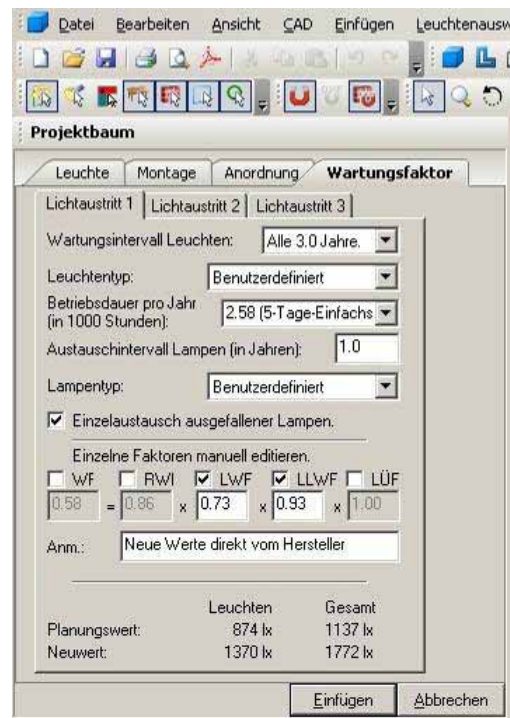 Datei Bearbeiten Ansicht CAD Einfügen
Projektbaum
Leuchte Montage Anordnung Wartungsfaktor
Lichtaustritt 1 Lichtaustritt 2 Lichtaustritt 3
Wartungsintervall Leuchten: Alle 3.0 Jahre.
Leuchtentyp: Benutzerdefiniert
Betriebsdauer pro Jahr
(in 1000 Stunden): 2.58 (5-Tage-Einfachs
Austauschintervall Lampen (in Jahren): 1.0
Lampentyp: Benutzerdefiniert
Einzelaustausch ausgefallener Lampen.
Einzelne Faktoren manuell editieren.
WF RWI LWF LLWF LÜF
0.58 = 0.86 x 0.73 x 0.93 x 1.00
Anm.: Neue Werte direkt vom Hersteller
Leuchten Gesamt
Planungswert: 874 lx 1137 lx
Neuwert: 1370 lx 1772 lx
Einfügen Abbrechen